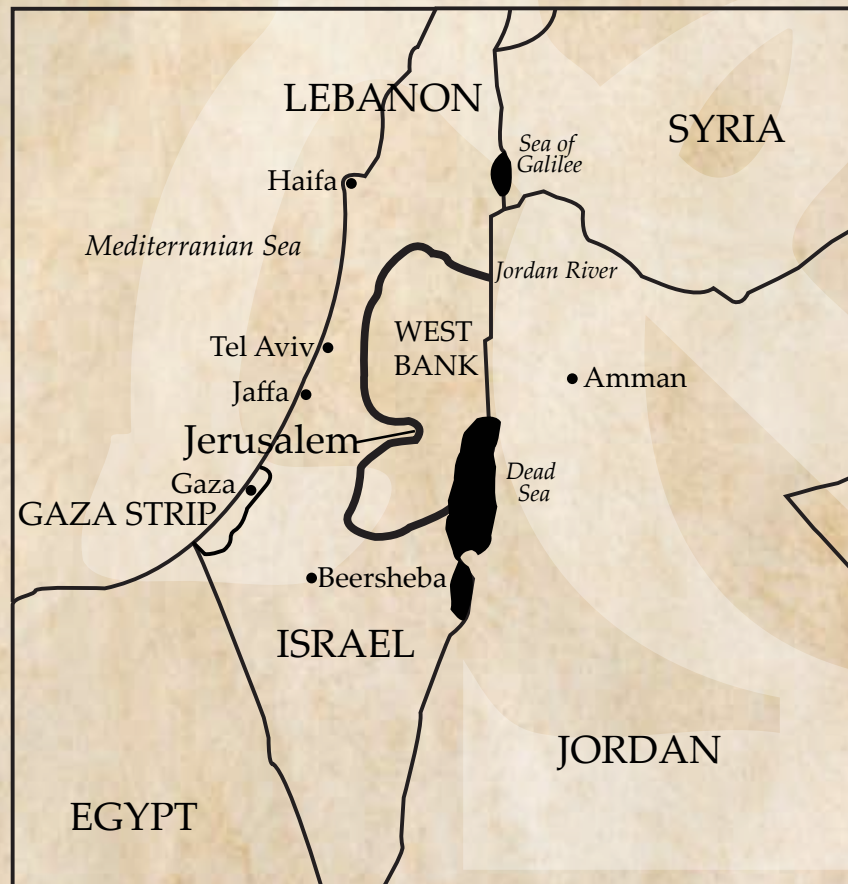 LEBANON
SYRIA
Sea of
Galilee
Haifa
Mediterranian Sea
Jordan River
WEST
BANK
Tel Aviv
Amman
Jaffa
Jerusalem
Dead
Sea
Gaza
GAZA STRIP
Beersheba
ISRAEL
JORDAN
EGYPT